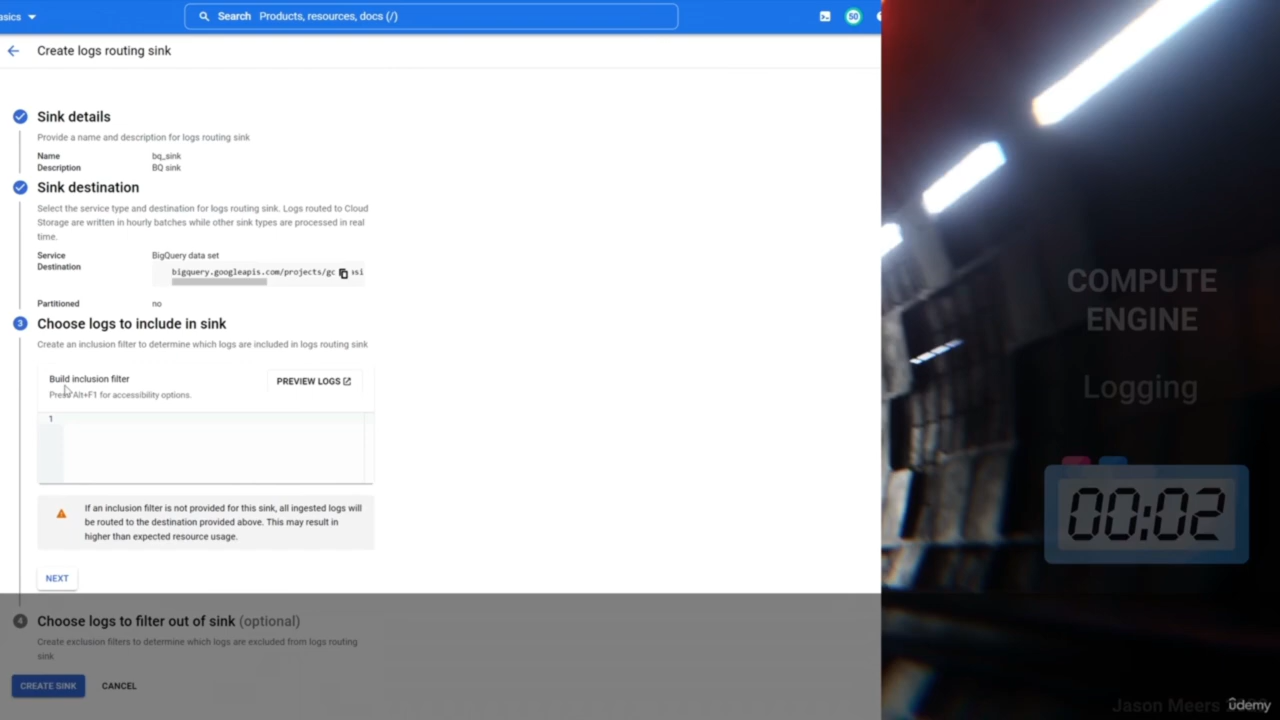 asics
Search Products, resources, docs (/)
50
Create logs routing sink
Sink details
Provide a name and description for logs routing sink
Name bq_sink
Description BQ sink
Sink destination
Select the service type and destination for logs routing sink. Logs routed to Cloud
Storage are written in hourly batches while other sink types are processed in real
time.
Service BigQuery data set
Destination
bigquery.googleapis.com/projects/gc si
Partitioned no
3 Choose logs to include in sink
Create an inclusion filter to determine which logs are included in logs routing sink
Build inclusion filter
PREVIEW LOGS
Press Alt+F1 for accessibility options.
1
If an inclusion filter is not provided for this sink, all ingested logs will
be routed to the destination provided above. This may result in
higher than expected resource usage.
NEXT
4 Choose logs to filter out of sink (optional)
Create exclusion filters to determine which logs are excluded from logs routing
sink
CREATE SINK CANCEL
COMPUTE
ENGINE
Logging
00:02
Jason Meers
udemy